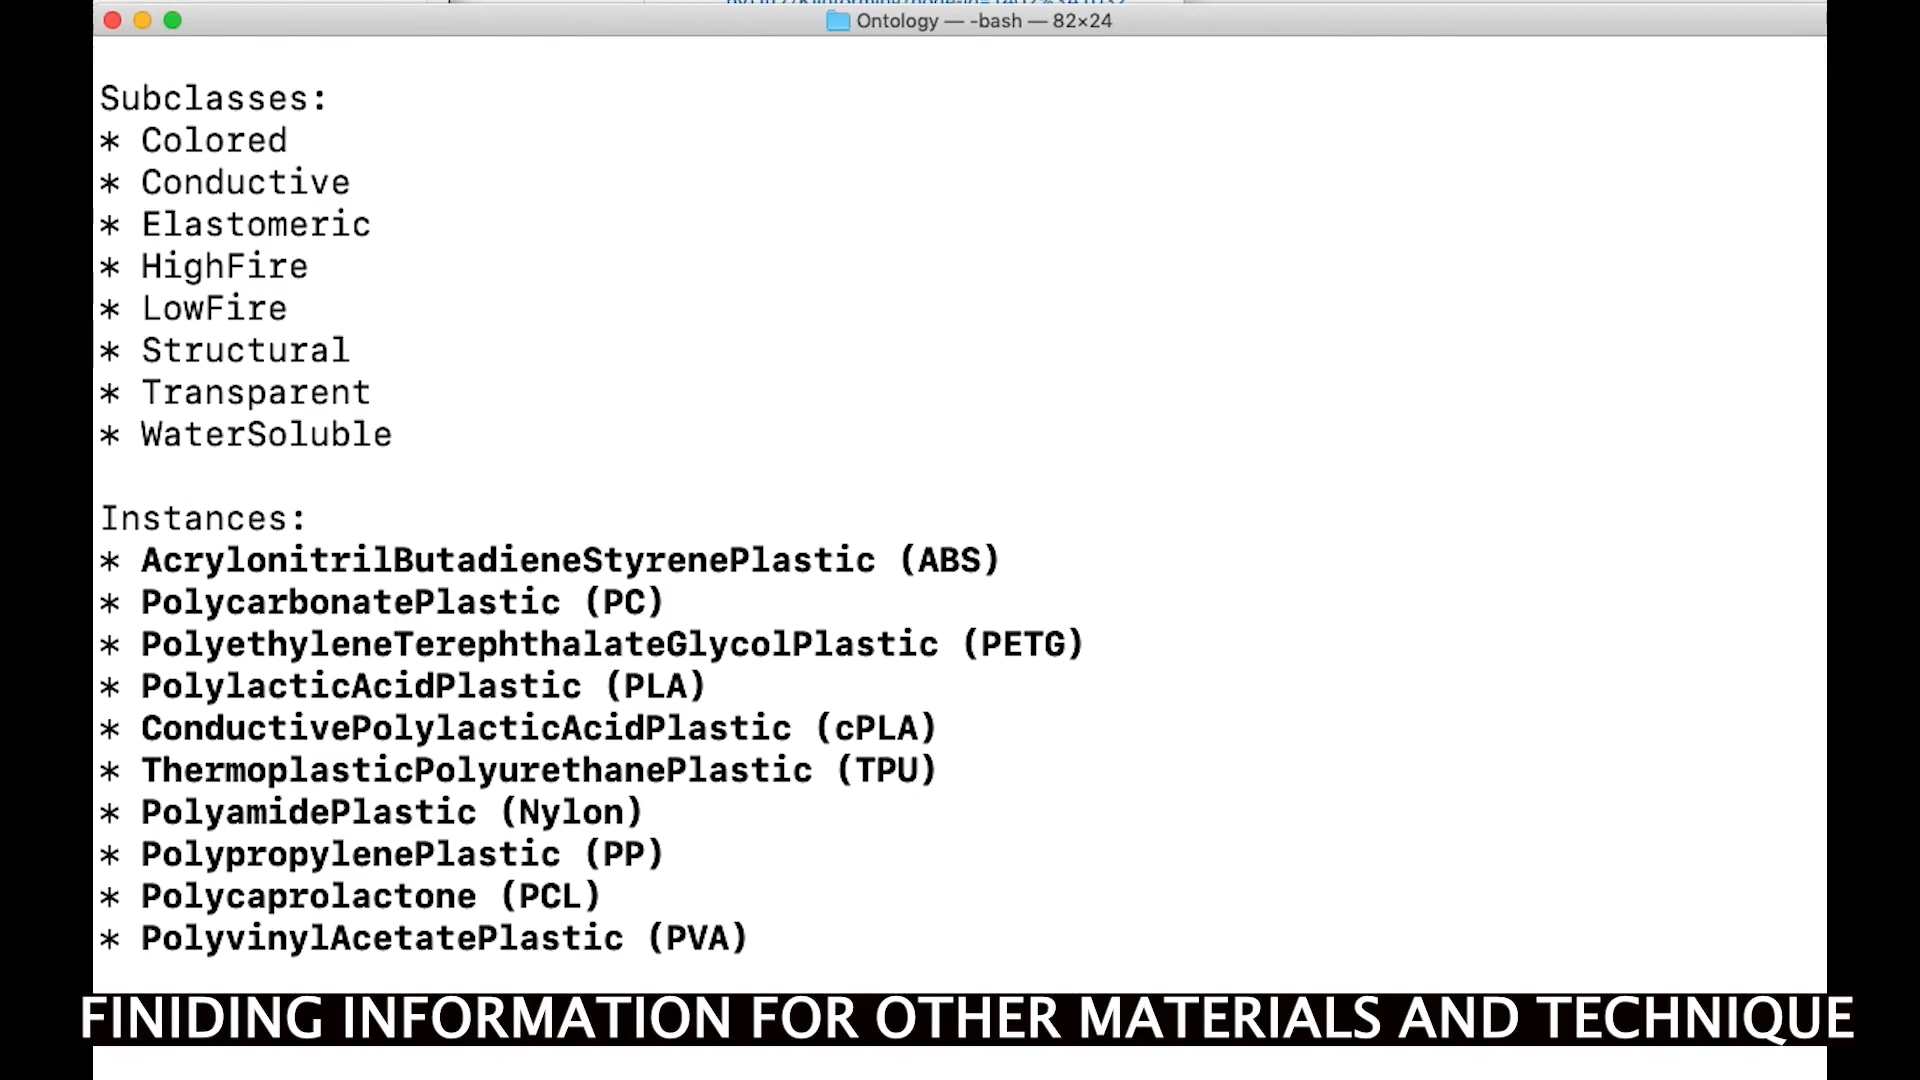 Ontology — -bash — 82×24
Subclasses:
* Colored
* Conductive
* Elastomeric
* HighFire
* LowFire
* Structural
* Transparent
* WaterSoluble
Instances:
* AcrylonitrilButadieneStyrenePlastic (ABS)
* PolycarbonatePlastic (PC)
* PolyethyleneTerephthalateGlycolPlastic (PETG)
* PolylacticAcidPlastic (PLA)
* ConductivePolylacticAcidPlastic (cPLA)
* ThermoplasticPolyurethanePlastic (TPU)
* PolyamidePlastic (Nylon)
* PolypropylenePlastic (PP)
* Polycaprolactone (PCL)
* PolyvinylAcetatePlastic (PVA)
FINIDING INFORMATION FOR OTHER MATERIALS AND TECHNIQUE